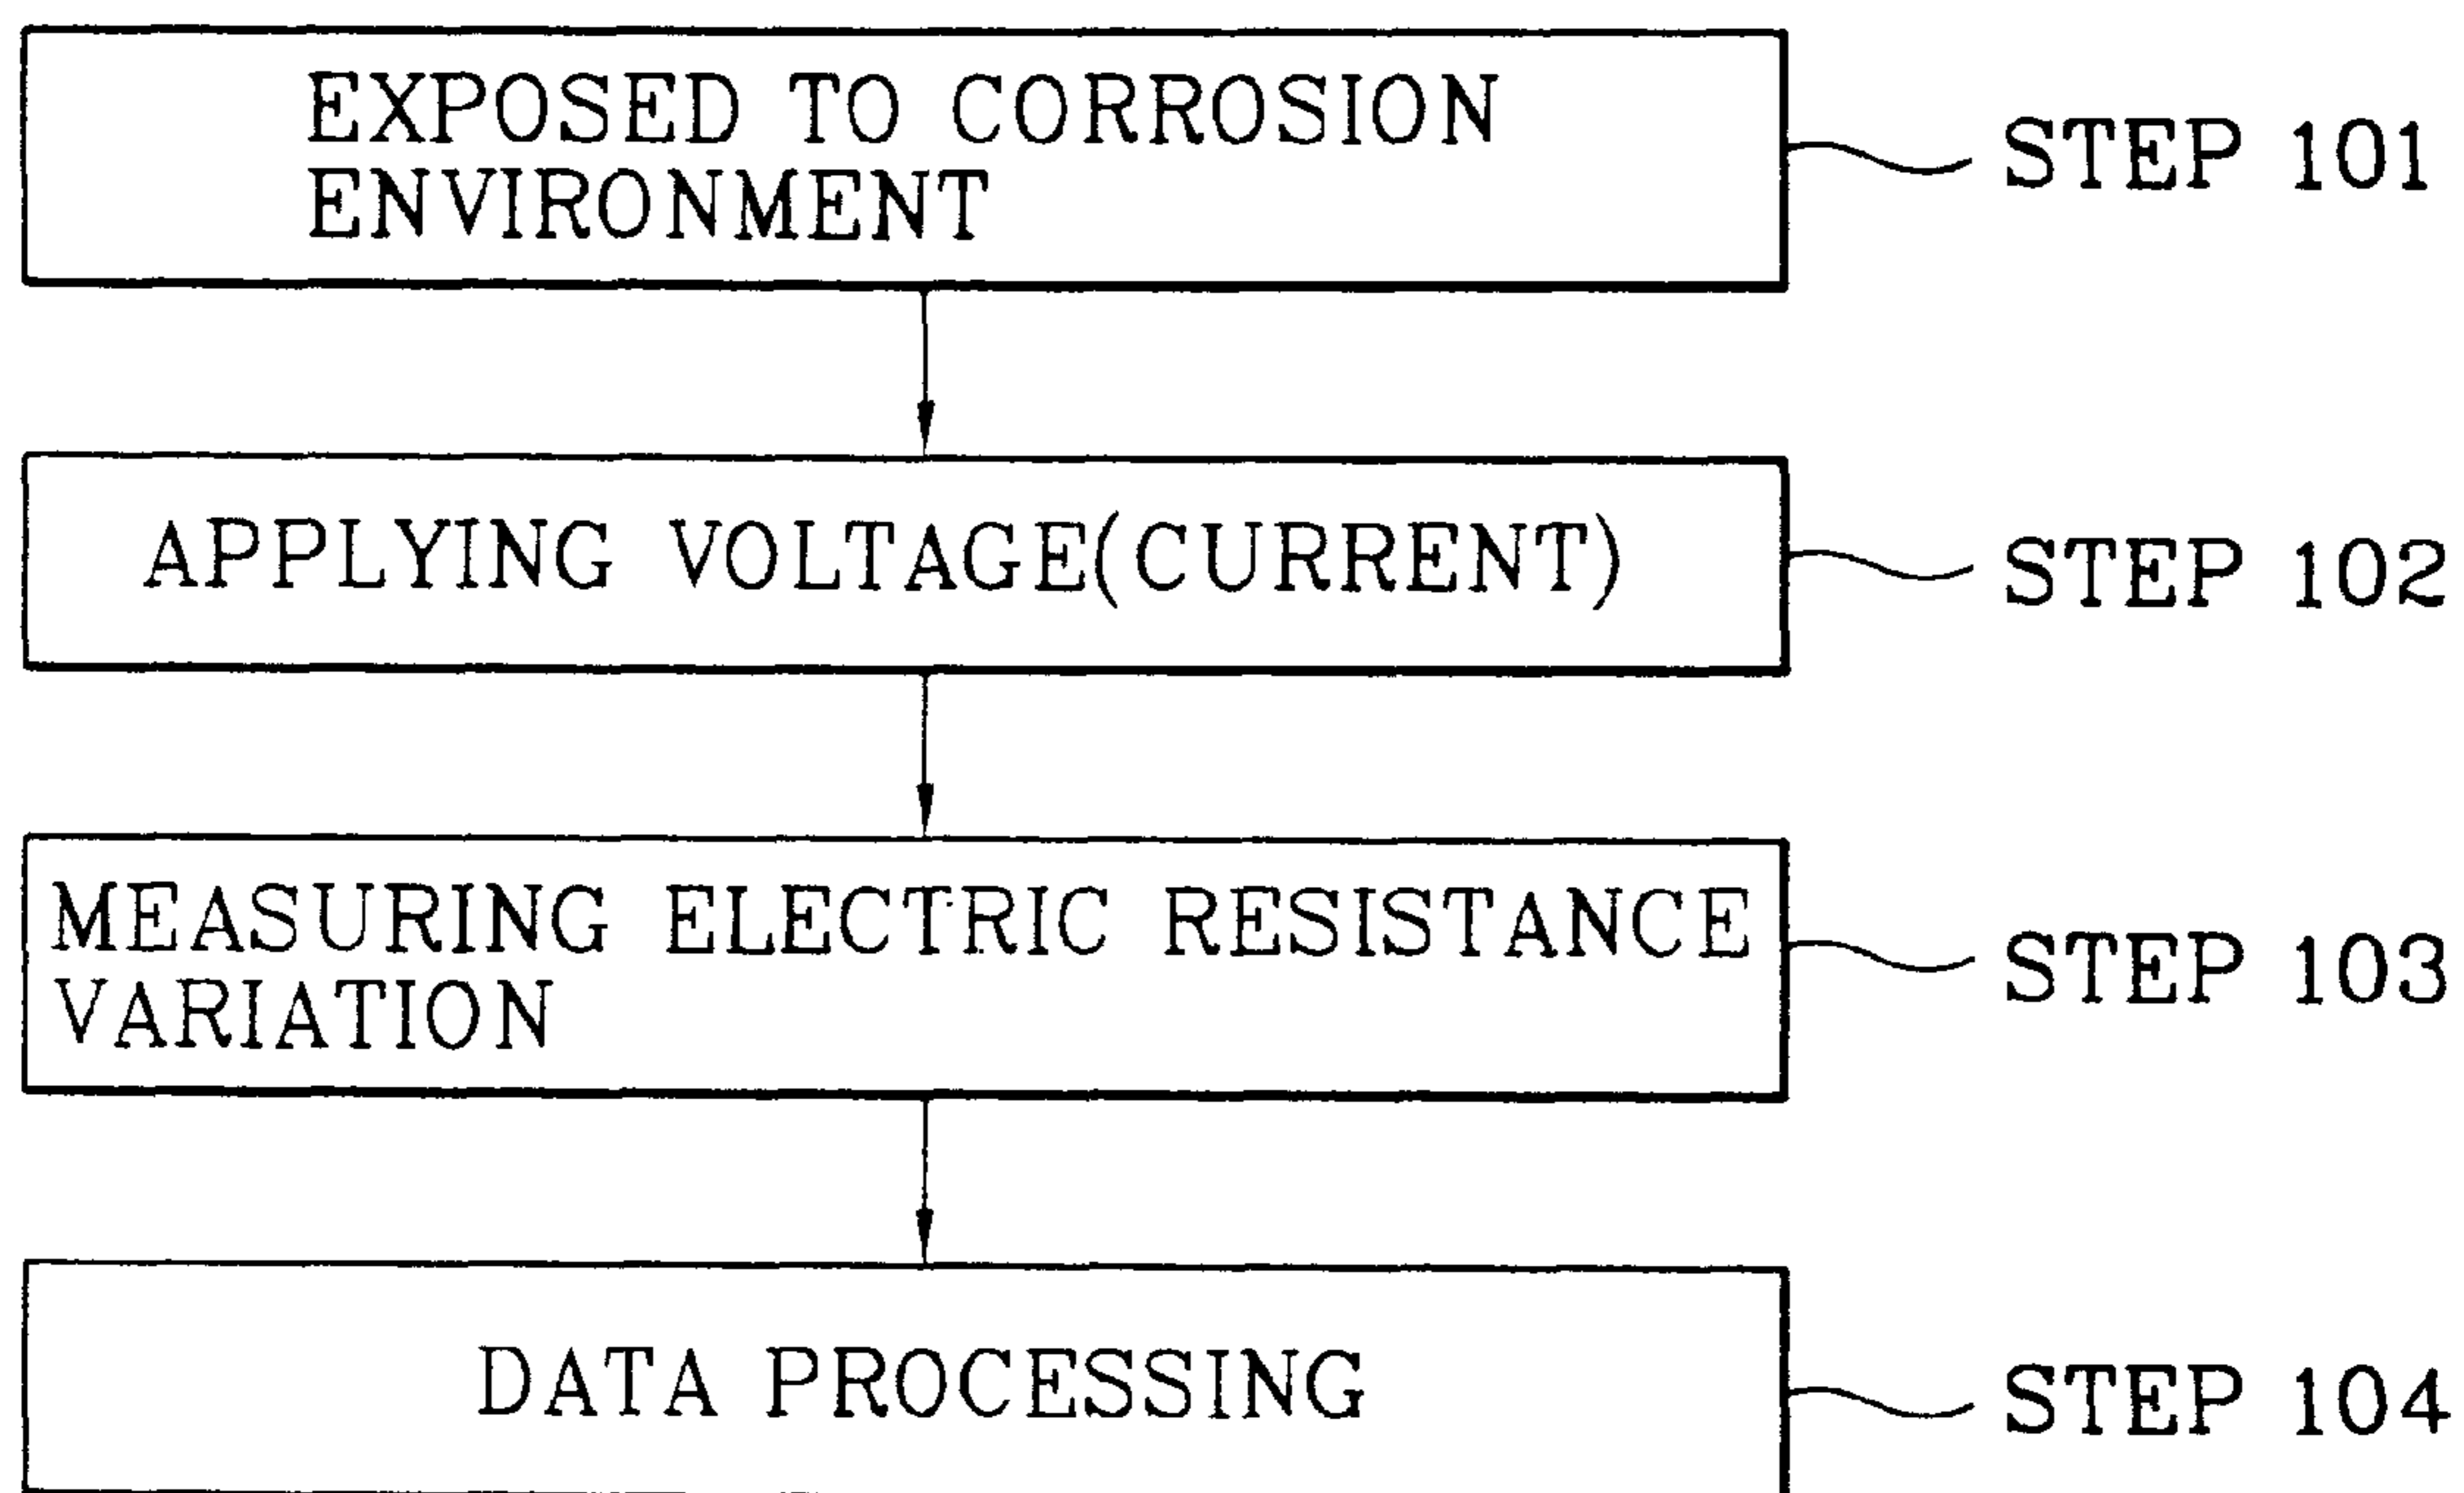 EXPOSED TO CORROSION
ENVIRONMENT
STEP 101
APPLYING VOLTAGE(CURRENT)
STEP 102
MEASURING ELECTRIC RESISTANCE
VARIATION
STEP 103
DATA PROCESSING
STEP 104